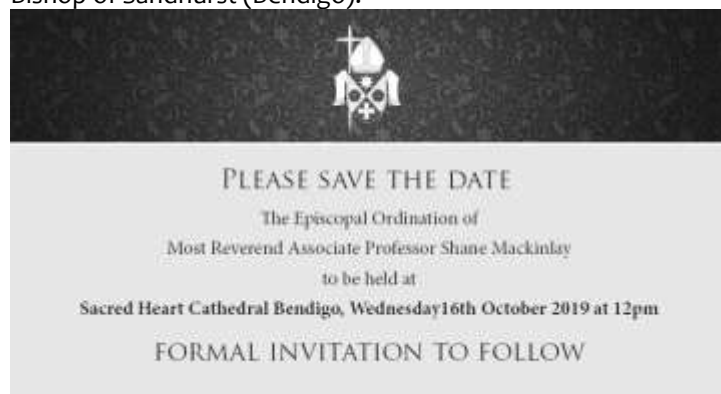 Bishop of Sandhurst (Bendigo).
PLEASE SAVE THE DATE
The Episcopal Ordination of
Most Reverend Associate Professor Shane Mackinlay
to be held at
Sacred Heart Cathedral Bendigo, Wednesday16th October 2019 at 12pm
FORMAL INVITATION TO FOLLOW